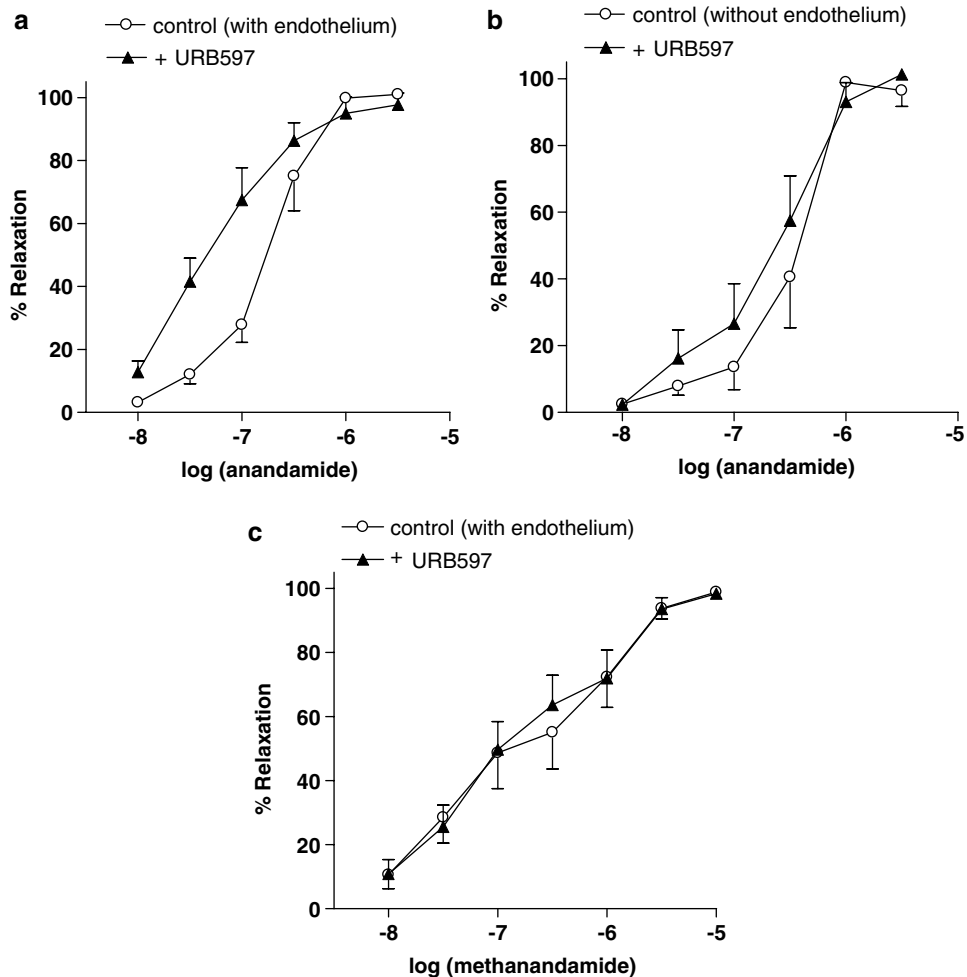 a
control (with endothelium)
+ URB597
% Relaxation
100
80
60
40
20
0
-8 -7 -6 -5
log (anandamide)
b
control (without endothelium)
+ URB597
% Relaxation
100
80
60
40
20
0
-8 -7 -6 -5
log (anandamide)
c
control (with endothelium)
+ URB597
% Relaxation
100
80
60
40
20
0
-8 -7 -6 -5
log (methanandamide)